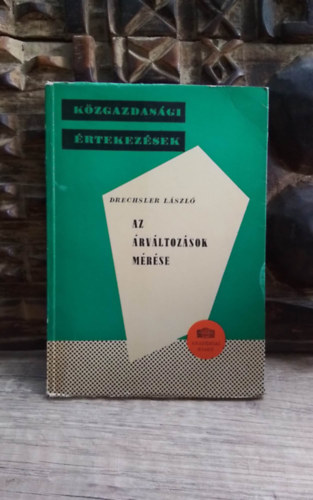 KÖZGAZDASÁGI
ÉRTEKEZÉSEK
DRECHSLER LÁSZLÓ
AZ
ÁRVÁLTOZÁSOK
MÉRÉSE